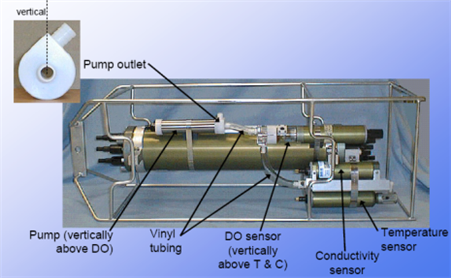 vertical
Pump outlet
Pump (vertically
above DO)
Vinyl
tubing
DO sensor
(vertically
above T & C)
Conductivity
sensor
Temperature
sensor